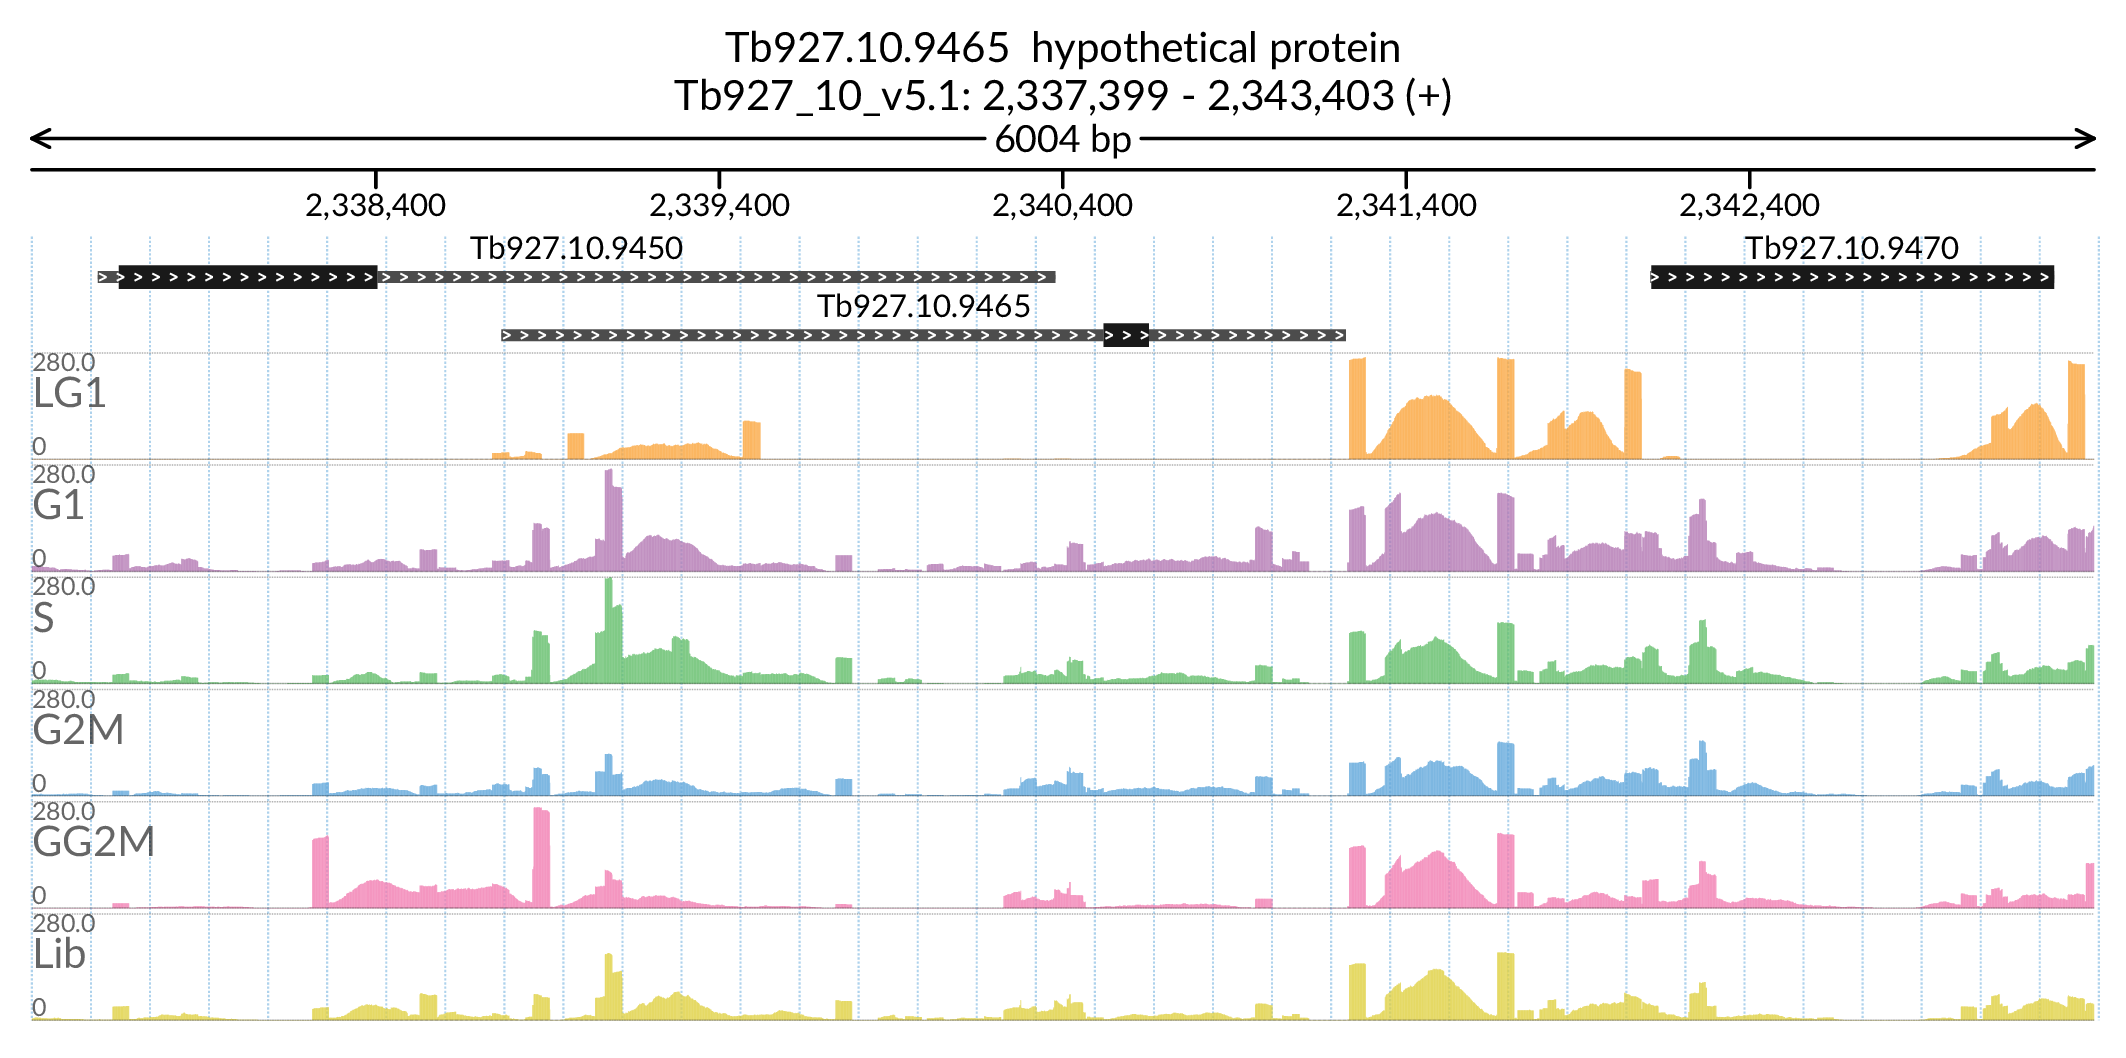 Tb927.10.9465  hypothetical protein
Tb927_10_v5.1: 2,337,399 - 2,343,403 (+)
6004 bp
2,338,400 2,339,400 2,340,400 2,341,400 2,342,400
Tb927.10.9450 Tb927.10.9470
Tb927.10.9465
280.0
LG1
0
280.0
G1
0
280.0
S
0
280.0
G2M
0
280.0
GG2M
0
280.0
Lib
0